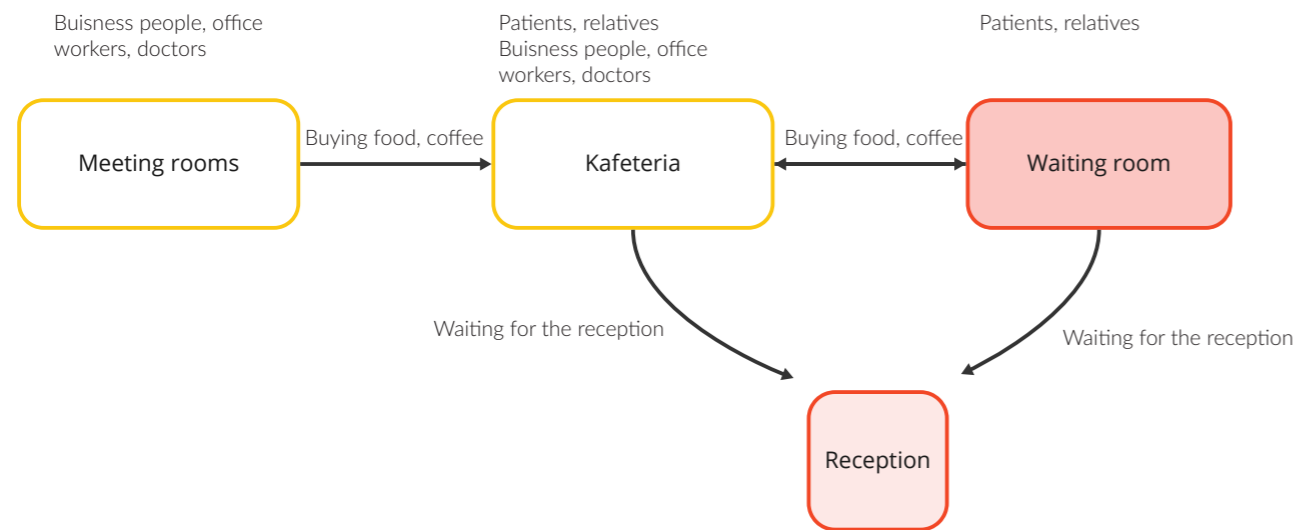 Buisness people, office
workers, doctors
Patients, relatives
Buisness people, office
workers, doctors
Patients, relatives
Meeting rooms
Buying food, coffee
Kafeteria
Buying food, coffee
Waiting room
Waiting for the reception
Waiting for the reception
Reception